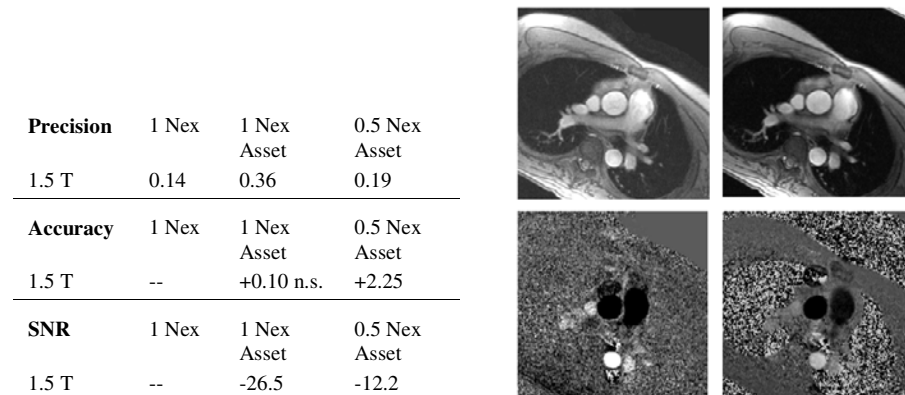 Precision 1 Nex 1 Nex 0.5 Nex
Asset Asset
1.5 T 0.14 0.36 0.19
Accuracy 1 Nex 1 Nex 0.5 Nex
Asset Asset
1.5 T -- +0.10 n.s. +2.25
SNR 1 Nex 1 Nex 0.5 Nex
Asset Asset
1.5 T -- -26.5 -12.2